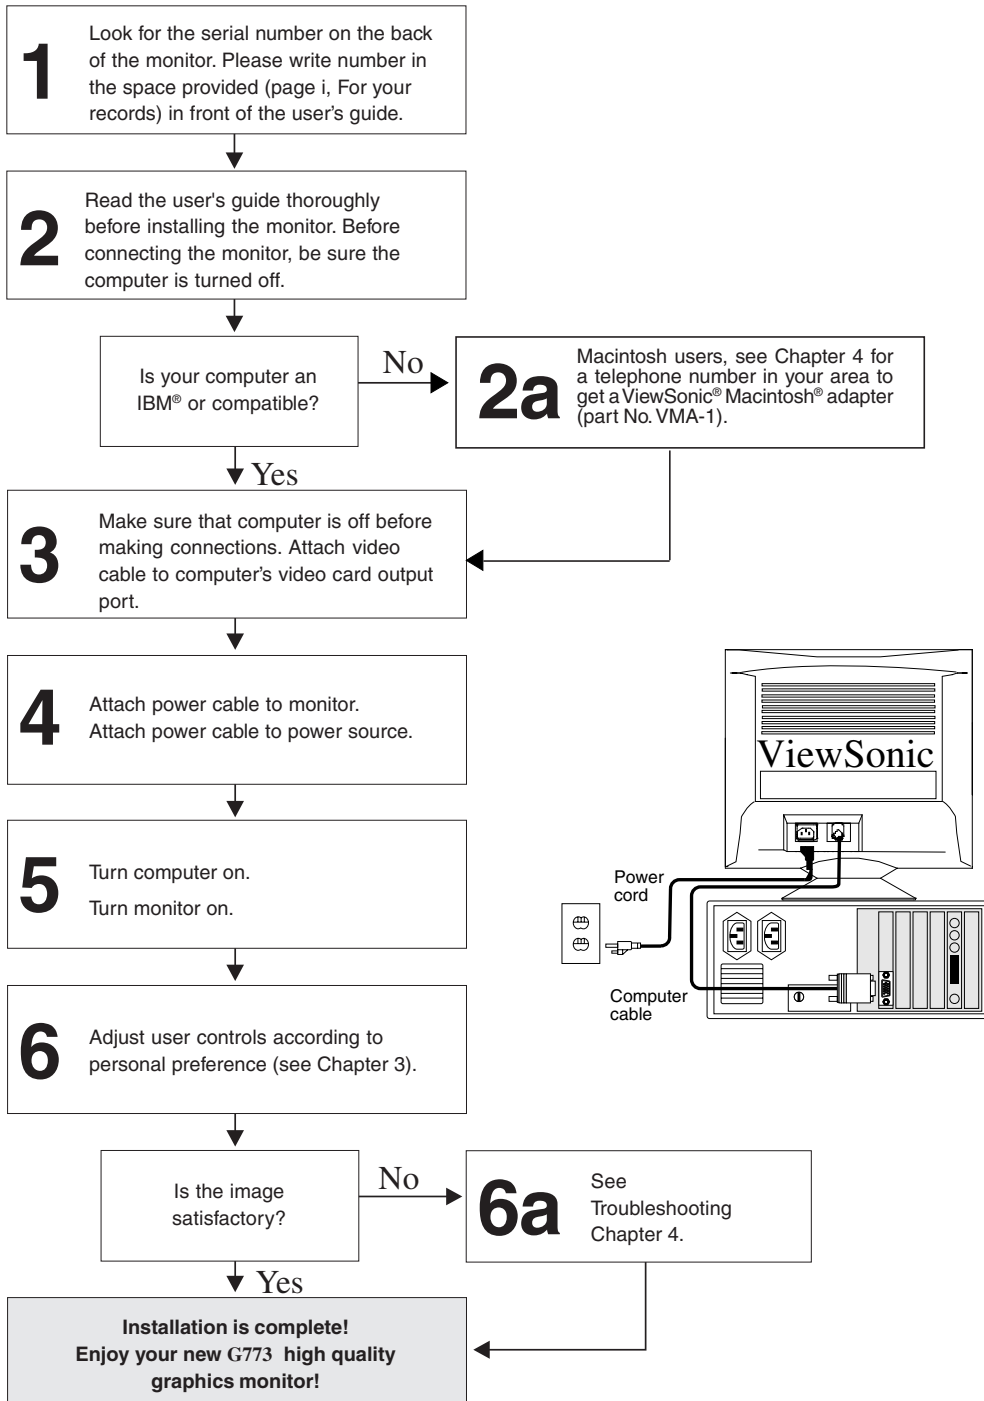 1
Look for the serial number on the back
of the monitor. Please write number in
the space provided (page i, For your
records) in front of the user’s guide.
2
Read the user's guide thoroughly
before installing the monitor. Before
connecting the monitor, be sure the
computer is turned off.
Is your computer an
IBM® or compatible?
No
2a
Macintosh users, see Chapter 4 for
a telephone number in your area to
get a ViewSonic® Macintosh® adapter
(part No. VMA-1).
Yes
3
Make sure that computer is off before
making connections. Attach video
cable to computer’s video card output
port.
4
Attach power cable to monitor.
Attach power cable to power source.
5
Turn computer on.
Turn monitor on.
ViewSonic
Power
cord
Computer
cable
6
Adjust user controls according to
personal preference (see Chapter 3).
Is the image
satisfactory?
No
6a
See
Troubleshooting
Chapter 4.
Yes
Installation is complete!
Enjoy your new G773 high quality
graphics monitor!